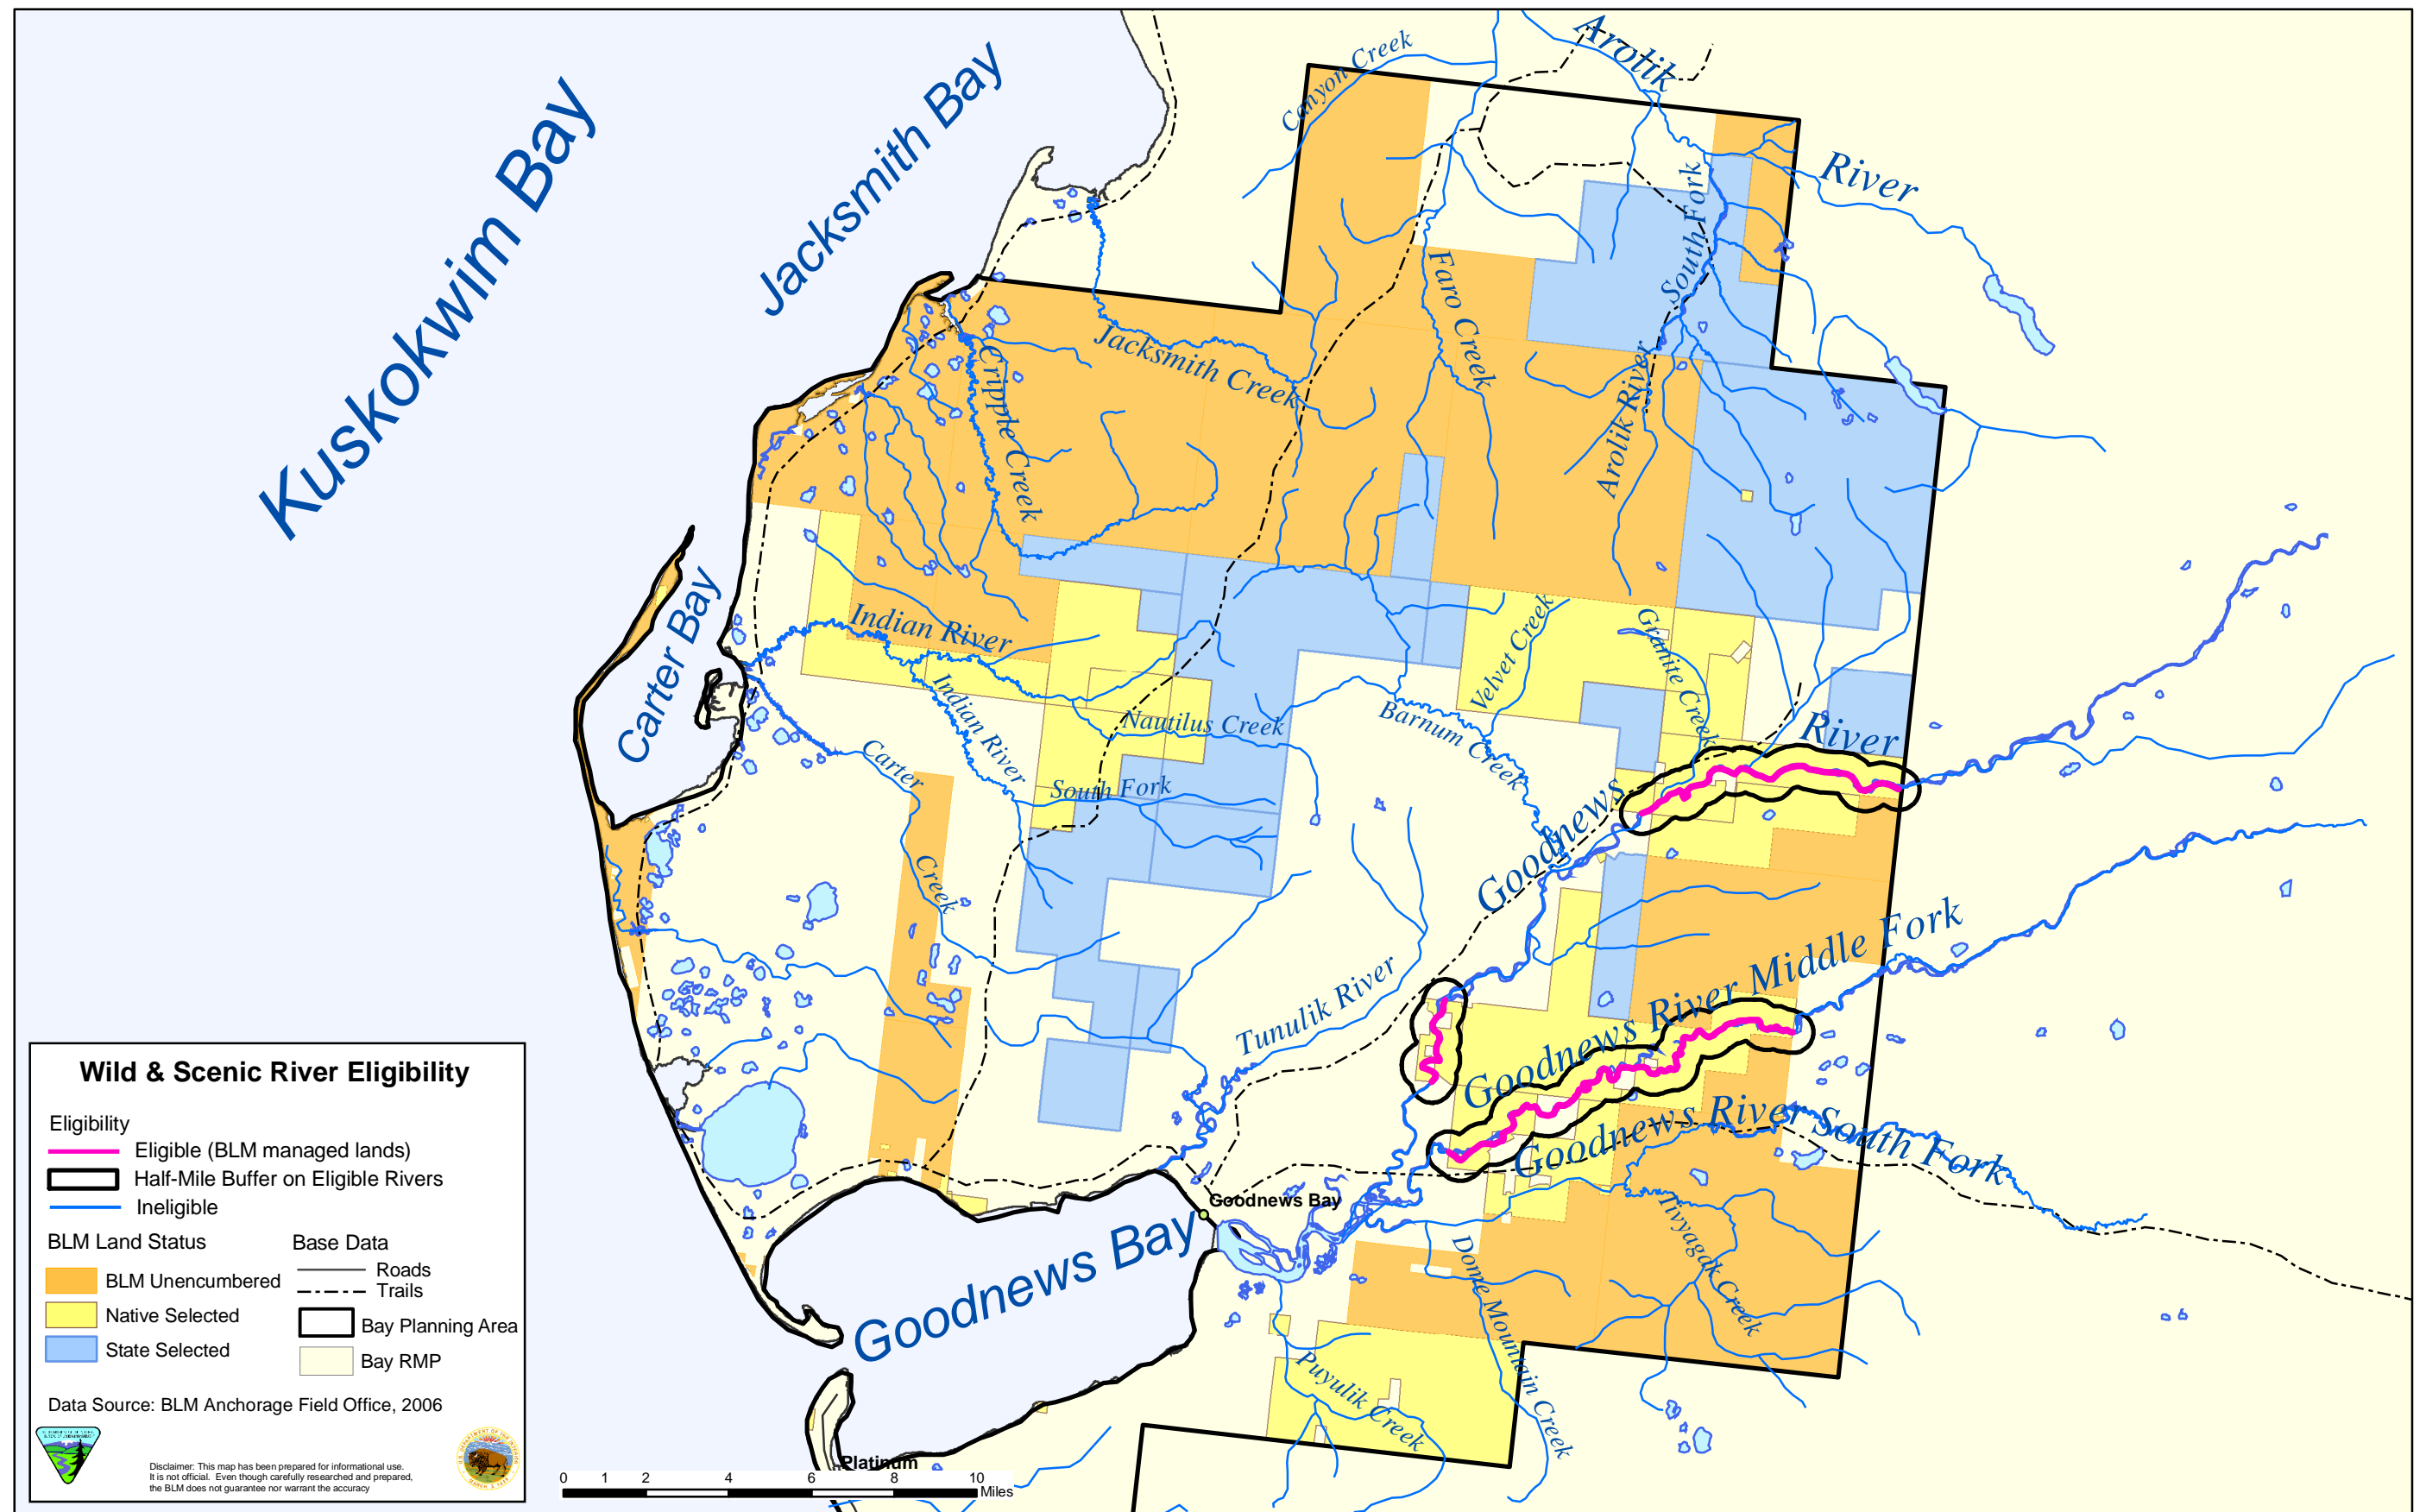 Kuskokwim Bay
Jacksmith Bay
Canyon Creek
Arolik
River
South Fork
Faro Creek
Jacksmith Creek
Cripple Creek
Arolik River
Carter Bay
Indian River
Indian River
Nautilus Creek
Velvet Creek
Granite Creek
Barnum Creek
Carter
Creek
South Fork
Goodnews
River
Tunulik River
Goodnews River Middle Fork
Goodnews River South Fork
Goodnews Bay
Goodnews Bay
Tivyagak Creek
Dome Mountain Creek
Puyulik Creek
Platinum
0 1 2 4 6 8 10
Miles
Wild & Scenic River Eligibility
Eligibility
Eligible (BLM managed lands)
Half-Mile Buffer on Eligible Rivers
Ineligible
BLM Land Status
BLM Unencumbered
Native Selected
State Selected
Base Data
Roads
Trails
Bay Planning Area
Bay RMP
Data Source: BLM Anchorage Field Office, 2006
Disclaimer: This map has been prepared for informational use.
It is not official. Even though carefully researched and prepared,
the BLM does not guarantee nor warrant the accuracy